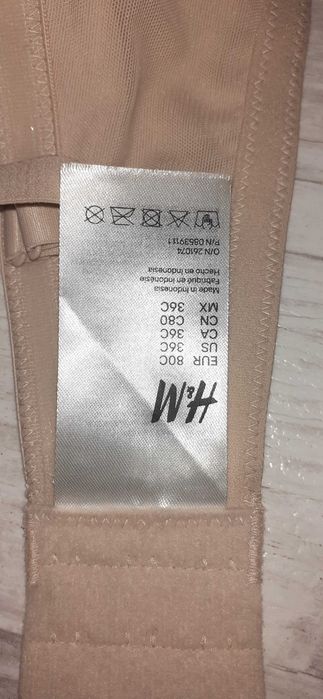 H&M
EUR 80C
US 36C
CA 36C
CN C80
MX 36C
Made in Indonesia
Fabriqué en Indonésie
Hecho en Indonesia
O/N 261074
P/N 0853911.1